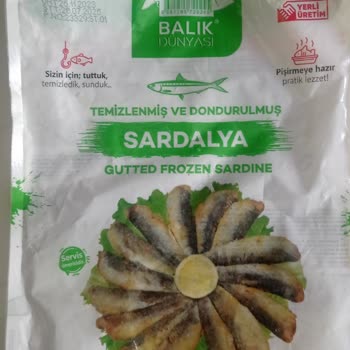 BALIK
DÜNYASI
YERLİ
ÜRETİM
Sizin için; tuttuk,
temizledik, sunduk..
Pişirmeye hazır
pratik lezzet!
TEMİZLENMİŞ VE DONDURULMUŞ
SARDALYA
GUTTED FROZEN SARDINE
Servis